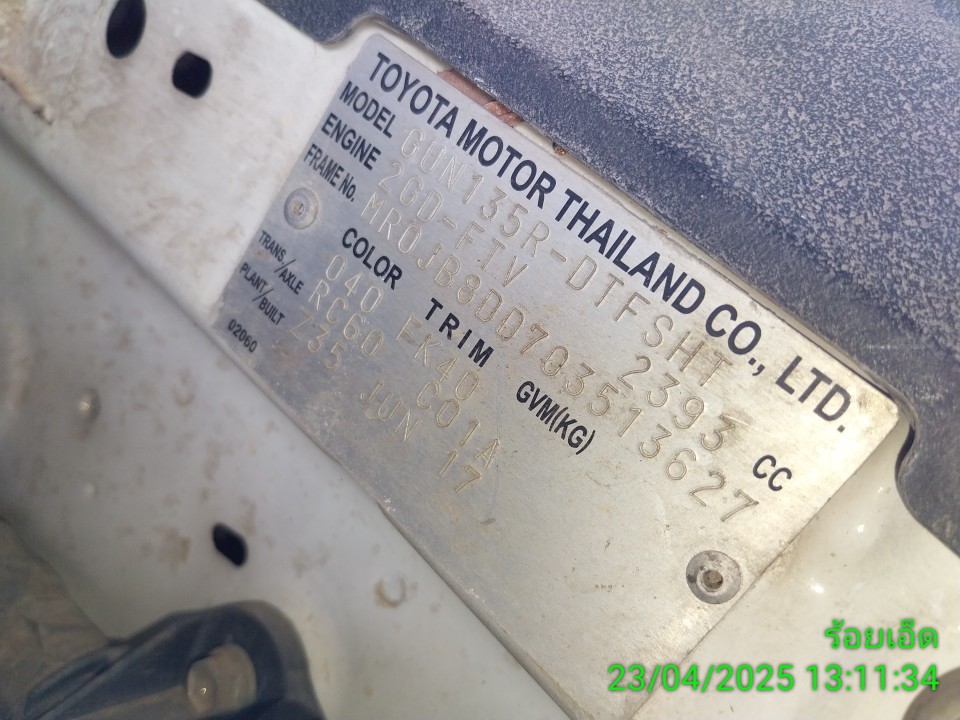 TOYOTA MOTOR THAILAND CO., LTD.
MODEL GUN135R-DTFSHT
ENGINE 2GD-FTV 2393 CC
FRAME No. MR0JB8DD703513627
COLOR TRIM GVM(KG)
040 FK40
TRANS/AXLE RC60 C01A
PLANT/BUILT Z35 JUN 17
02060
ร้อยเอ็ด
23/04/2025 13:11:34